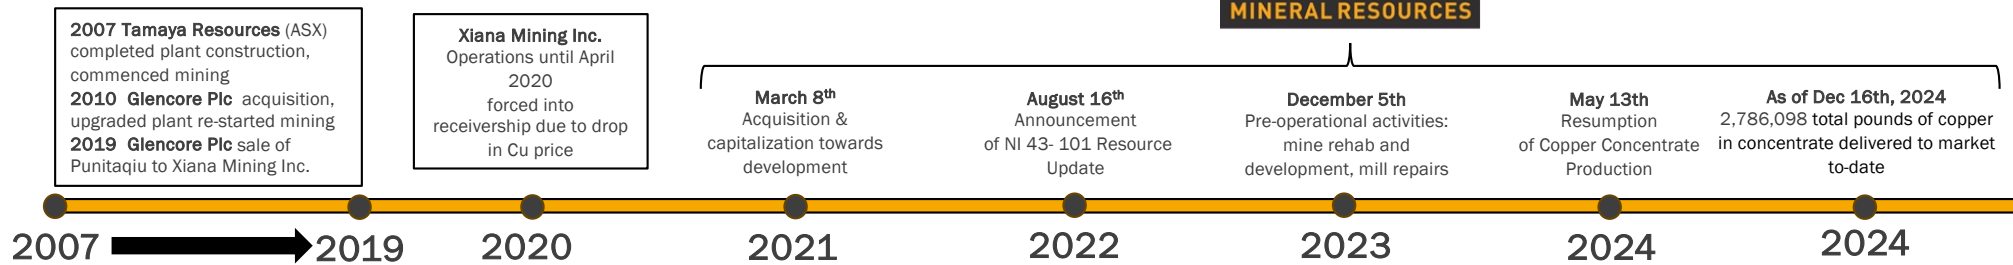 MINERAL RESOURCES
2007 Tamaya Resources (ASX)
completed plant construction,
commenced mining
2010 Glencore Plc acquisition,
upgraded plant re-started mining
2019 Glencore Plc sale of
Punitaqiu to Xiana Mining Inc.
Xiana Mining Inc.
Operations until April
2020
forced into
receivership due to drop
in Cu price
March 8th
Acquisition &
capitalization towards
development
August 16th
Announcement
of NI 43- 101 Resource
Update
December 5th
Pre-operational activities:
mine rehab and
development, mill repairs
May 13th
Resumption
of Copper Concentrate
Production
As of Dec 16th, 2024
2,786,098 total pounds of copper
in concentrate delivered to market
to-date
2007
2019
2020
2021
2022
2023
2024
2024